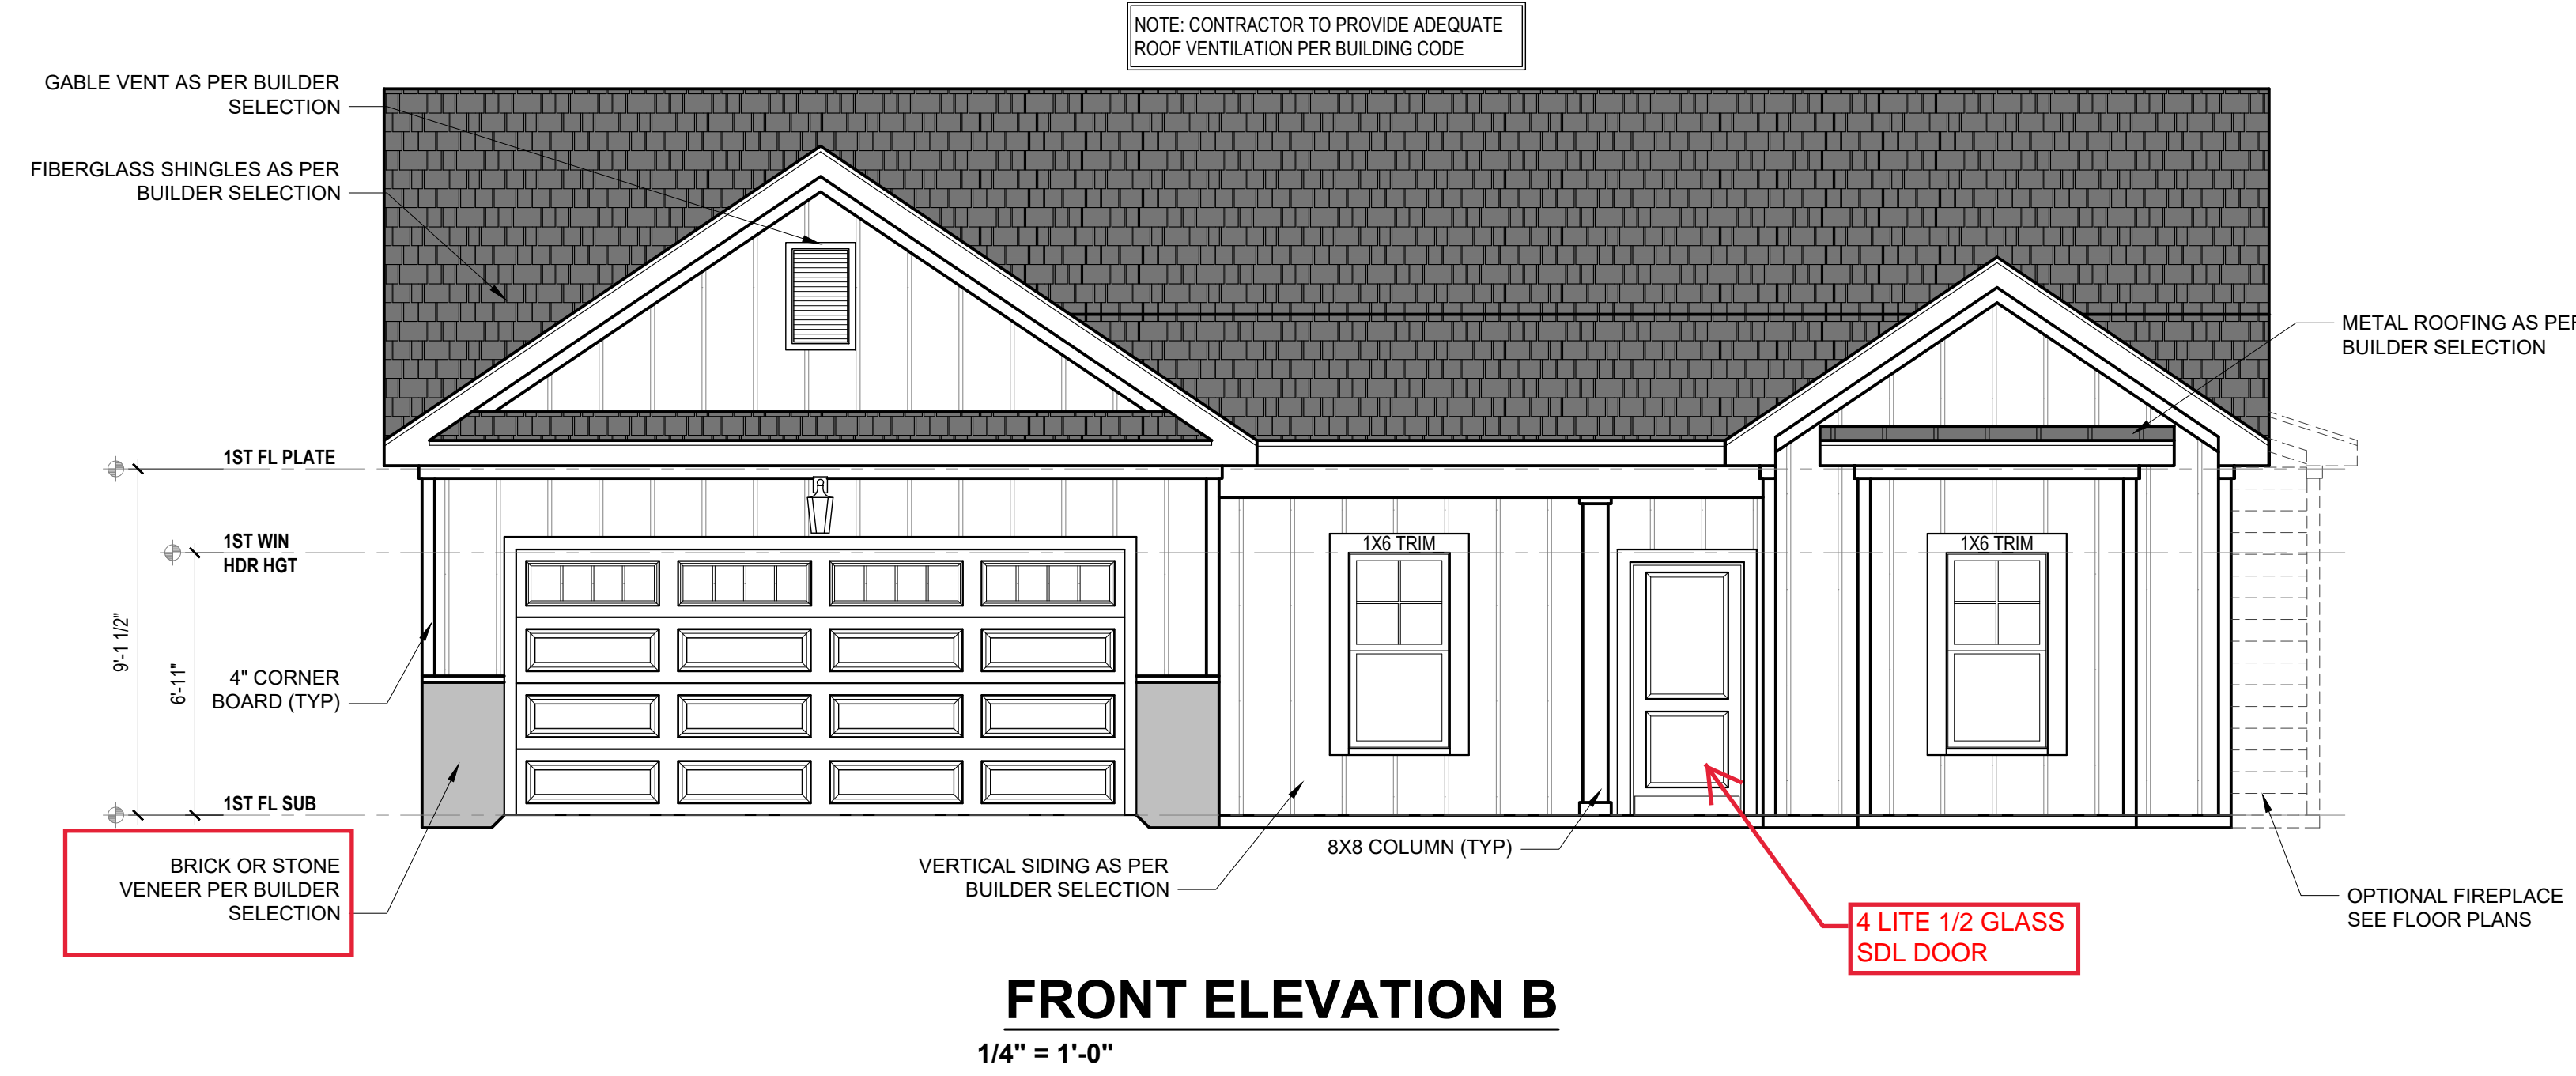 NOTE: CONTRACTOR TO PROVIDE ADEQUATE
ROOF VENTILATION PER BUILDING CODE
GABLE VENT AS PER BUILDER
SELECTION
FIBERGLASS SHINGLES AS PER
BUILDER SELECTION
METAL ROOFING AS PER
BUILDER SELECTION
1ST FL PLATE
1ST WIN
HDR HGT
1X6 TRIM
1X6 TRIM
9'-1 1/2"
6'-11"
4" CORNER
BOARD (TYP)
1ST FL SUB
BRICK OR STONE
VENEER PER BUILDER
SELECTION
VERTICAL SIDING AS PER
BUILDER SELECTION
8X8 COLUMN (TYP)
4 LITE 1/2 GLASS
SDL DOOR
OPTIONAL FIREPLACE
SEE FLOOR PLANS
FRONT ELEVATION B
1/4" = 1'-0"